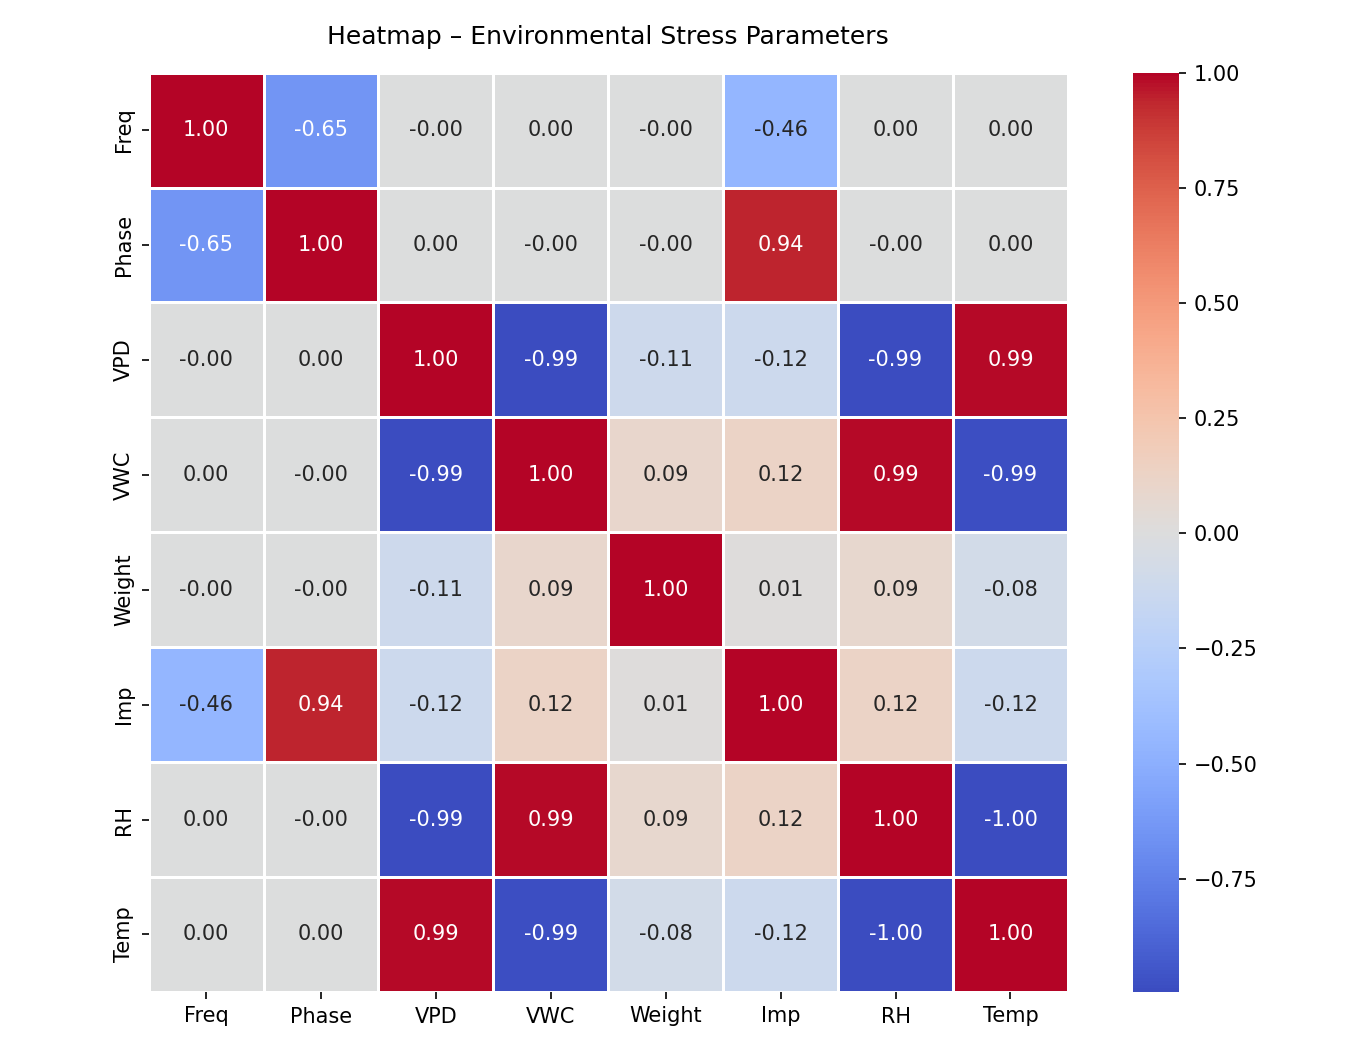 Heatmap – Environmental Stress Parameters
Freq 1.00 -0.65 -0.00 0.00 -0.00 -0.46 0.00 0.00
Phase -0.65 1.00 0.00 -0.00 -0.00 0.94 -0.00 0.00
VPD -0.00 0.00 1.00 -0.99 -0.11 -0.12 -0.99 0.99
VWC 0.00 -0.00 -0.99 1.00 0.09 0.12 0.99 -0.99
Weight -0.00 -0.00 -0.11 0.09 1.00 0.01 0.09 -0.08
Imp -0.46 0.94 -0.12 0.12 0.01 1.00 0.12 -0.12
RH 0.00 -0.00 -0.99 0.99 0.09 0.12 1.00 -1.00
Temp 0.00 0.00 0.99 -0.99 -0.08 -0.12 -1.00 1.00
Freq Phase VPD VWC Weight Imp RH Temp
1.00
0.75
0.50
0.25
0.00
−0.25
−0.50
−0.75